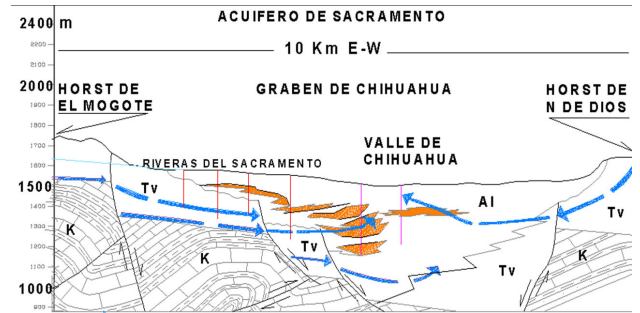 ACUIFERO DE SACRAMENTO
2400 m
2200
2100
10 Km E-W
2000
1900
1800
1700
1600
1500
1400
1300
1200
1100
1000
900
HORST DE
EL MOGOTE
GRABEN DE CHIHUAHUA
HORST DE
N DE DIOS
RIVERAS DEL SACRAMENTO
VALLE DE
CHIHUAHUA
Tv
Al
K
K
Tv
Tv
K